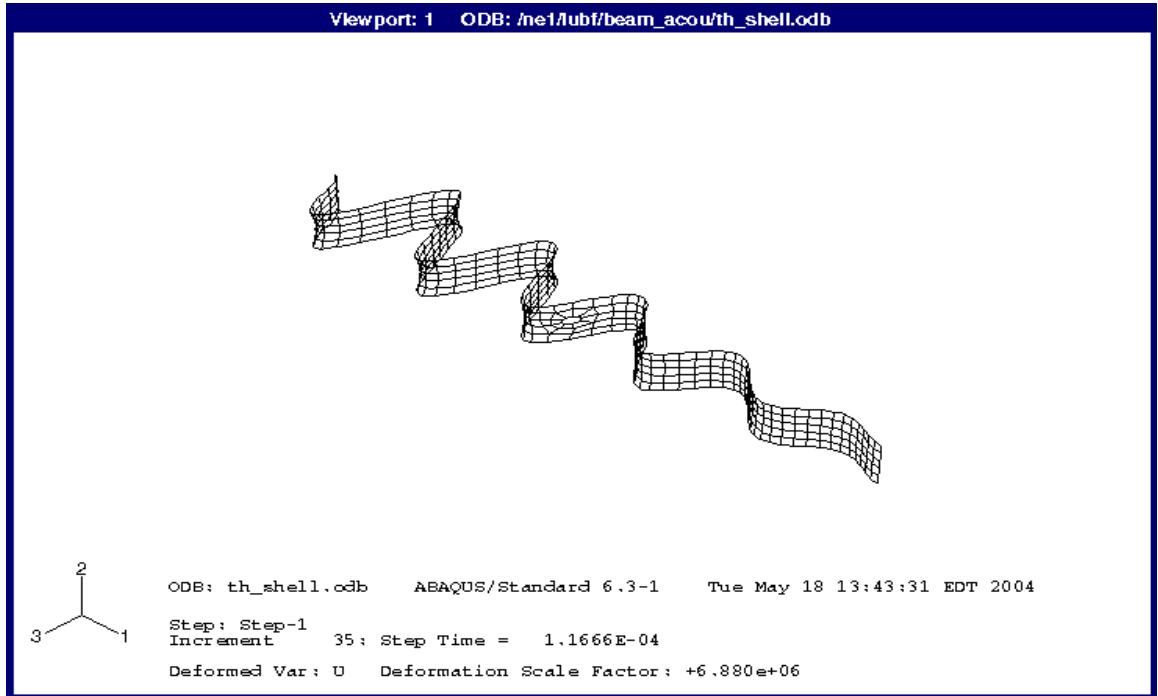 Viewport: 1 ODB: /ne1/lubf/beam_acou/th_shell.odb
2
3
1
ODB: th_shell.odb ABAQUS/Standard 6.3-1 Tue May 18 13:43:31 EDT 2004
Step: Step-1
Increment 35: Step Time = 1.1666E-04
Deformed Var: U Deformation Scale Factor: +6.880e+06